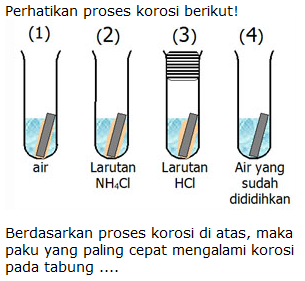 Perhatikan proses korosi berikut!
(1) (2) (3) (4)
air Larutan Larutan Air yang
NH₄Cl HCl sudah
dididihkan
Berdasarkan proses korosi di atas, maka
paku yang paling cepat mengalami korosi
pada tabung ....